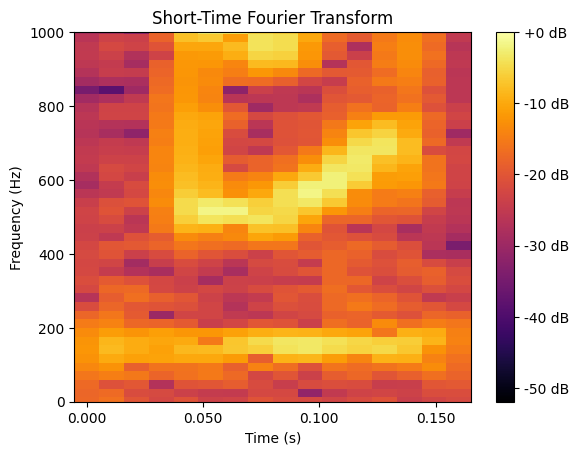 Short-Time Fourier Transform
1000
800
600
400
200
0
Frequency (Hz)
0.000
0.050
0.100
0.150
Time (s)
+0 dB
-10 dB
-20 dB
-30 dB
-40 dB
-50 dB